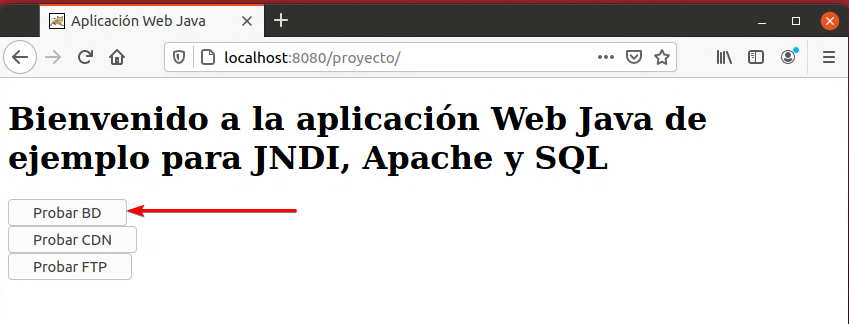 Aplicación Web Java
localhost:8080/proyecto/
Bienvenido a la aplicación Web Java de
ejemplo para JNDI, Apache y SQL
Probar BD
Probar CDN
Probar FTP